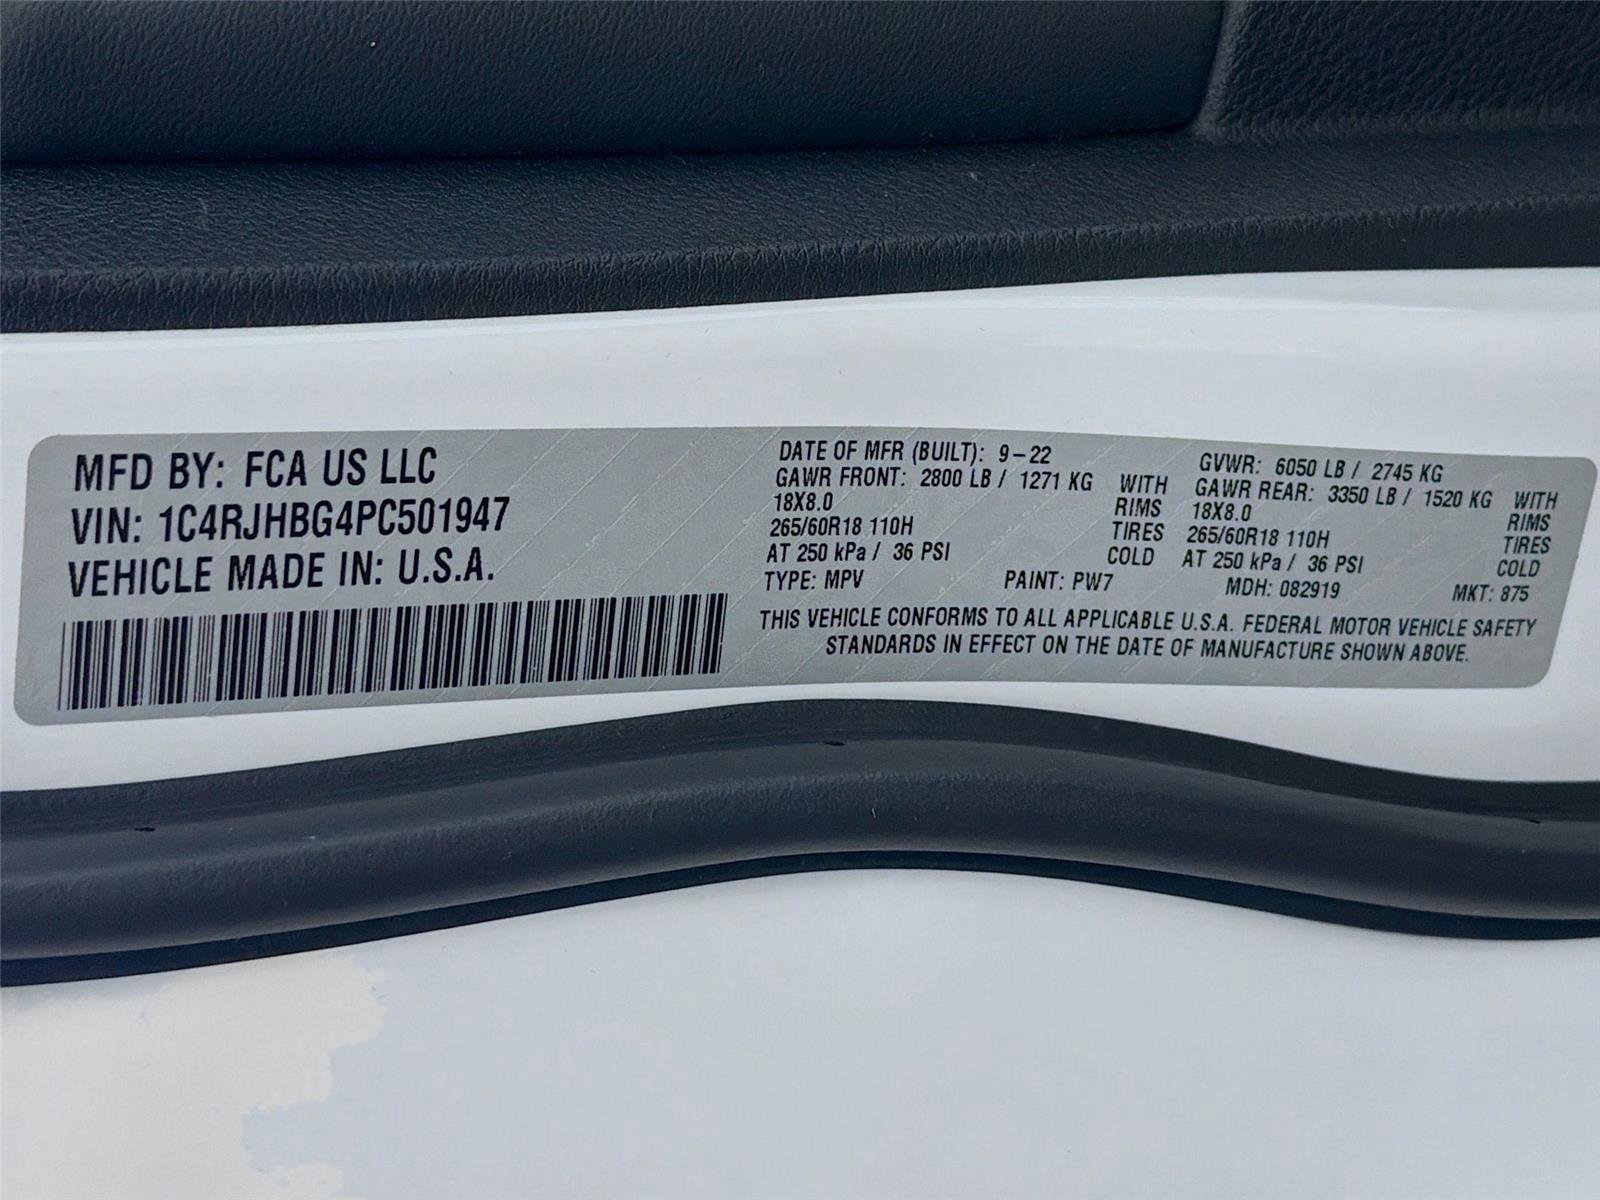 MFD BY: FCA US LLC
VIN: 1C4RJHBG4PC501947
VEHICLE MADE IN: U.S.A.
DATE OF MFR (BUILT): 9-22
GAWR FRONT: 2800 LB / 1271 KG WITH
18X8.0 RIMS
265/60R18 110H TIRES
AT 250 kPa / 36 PSI COLD
GVWR: 6050 LB / 2745 KG
GAWR REAR: 3350 LB / 1520 KG WITH
18X8.0 RIMS
265/60R18 110H TIRES
AT 250 kPa / 36 PSI COLD
TYPE: MPV PAINT: PW7 MDH: 082919 MKT: 875
THIS VEHICLE CONFORMS TO ALL APPLICABLE U.S.A. FEDERAL MOTOR VEHICLE SAFETY
STANDARDS IN EFFECT ON THE DATE OF MANUFACTURE SHOWN ABOVE.